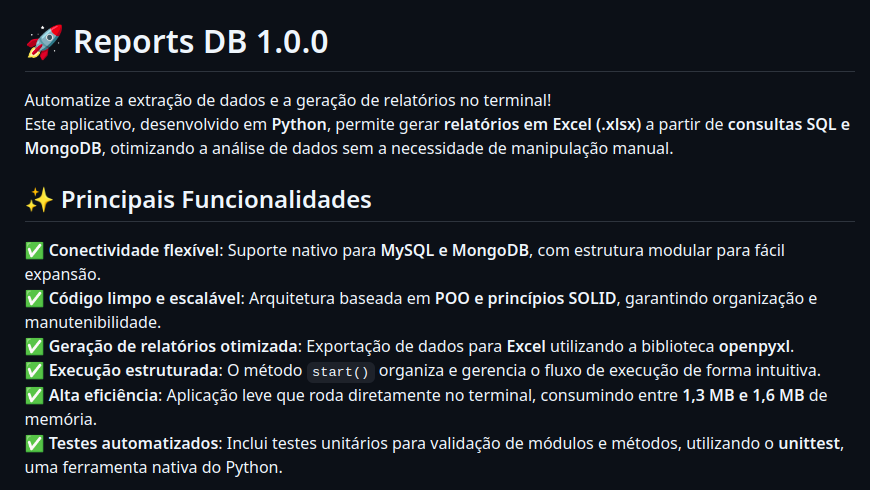 🚀 Reports DB 1.0.0
Automatize a extração de dados e a geração de relatórios no terminal!
Este aplicativo, desenvolvido em Python, permite gerar relatórios em Excel (.xlsx) a partir de consultas SQL e
MongoDB, otimizando a análise de dados sem a necessidade de manipulação manual.
✨ Principais Funcionalidades
✅ Conectividade flexível: Suporte nativo para MySQL e MongoDB, com estrutura modular para fácil
expansão.
✅ Código limpo e escalável: Arquitetura baseada em POO e princípios SOLID, garantindo organização e
manutenibilidade.
✅ Geração de relatórios otimizada: Exportação de dados para Excel utilizando a biblioteca openpyxl.
✅ Execução estruturada: O método start() organiza e gerencia o fluxo de execução de forma intuitiva.
✅ Alta eficiência: Aplicação leve que roda diretamente no terminal, consumindo entre 1,3 MB e 1,6 MB de
memória.
✅ Testes automatizados: Inclui testes unitários para validação de módulos e métodos, utilizando o unittest,
uma ferramenta nativa do Python.